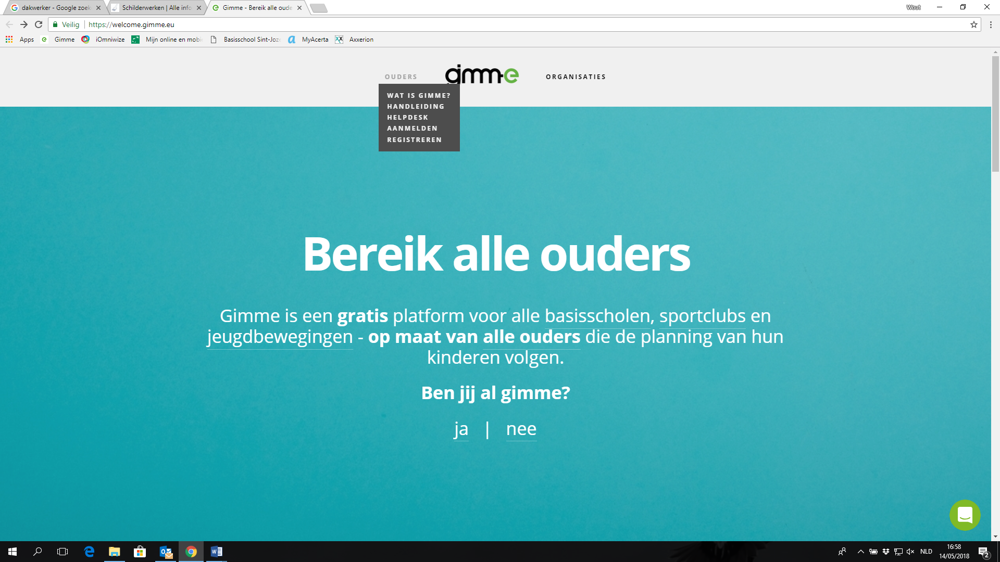 dakwerker - Google zoek
Schilderwerken | Alle info
Gimme - Bereik alle oude
Wout
Veilig
https://welcome.gimme.eu
Apps
Gimme
iOmniwize
Mijn online en mobi
Basisschool Sint-Joz
MyAcerta
Axxerion
OUDERS
gimme
ORGANISATIES
WAT IS GIMME?
HANDLEIDING
HELPDESK
AANMELDEN
REGISTREREN
Bereik alle ouders
Gimme is een gratis platform voor alle basisscholen, sportclubs en
jeugdbewegingen - op maat van alle ouders die de planning van hun
kinderen volgen.
Ben jij al gimme?
ja | nee
NLD
16:58
14/05/2018
2